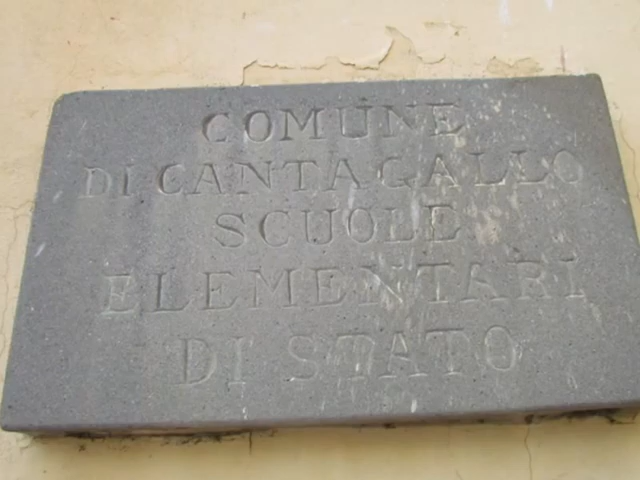 COMUNE
DI CANTAGALLO
SCUOLE
ELEMENTARI
DI STATO